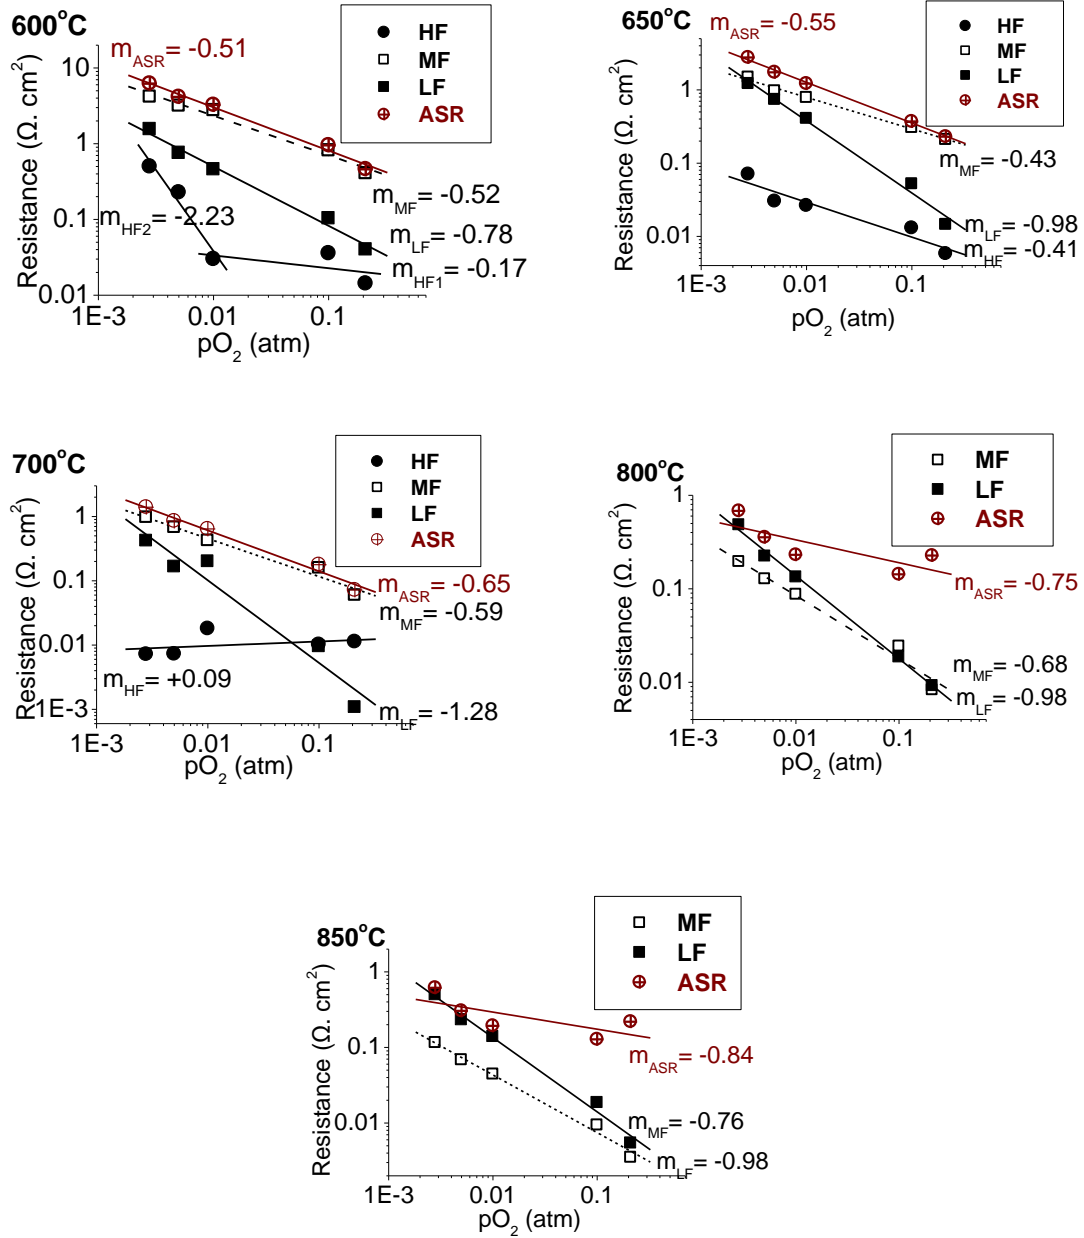 600°C
HF
MF
LF
ASR
m_ASR= -0.51
10
1
0.1
0.01
Resistance (Ω. cm²)
m_HF2= -2.23
m_MF= -0.52
m_LF= -0.78
m_HF1= -0.17
1E-3
0.01
0.1
pO₂ (atm)
650°C
HF
MF
LF
ASR
m_ASR= -0.55
1
0.1
0.01
Resistance (Ω. cm²)
m_MF= -0.43
m_LF= -0.98
m_HF= -0.41
1E-3
0.01
0.1
pO₂ (atm)
700°C
HF
MF
LF
ASR
1
0.1
0.01
1E-3
Resistance (Ω. cm²)
m_ASR= -0.65
m_MF= -0.59
m_HF= +0.09
m_LF= -1.28
1E-3
0.01
0.1
pO₂ (atm)
800°C
MF
LF
ASR
1
0.1
0.01
Resistance (Ω. cm²)
m_ASR= -0.75
m_MF= -0.68
m_LF= -0.98
1E-3
0.01
0.1
pO₂ (atm)
850°C
MF
LF
ASR
1
0.1
0.01
Resistance (Ω. cm²)
m_ASR= -0.84
m_MF= -0.76
m_LF= -0.98
1E-3
0.01
0.1
pO₂ (atm)